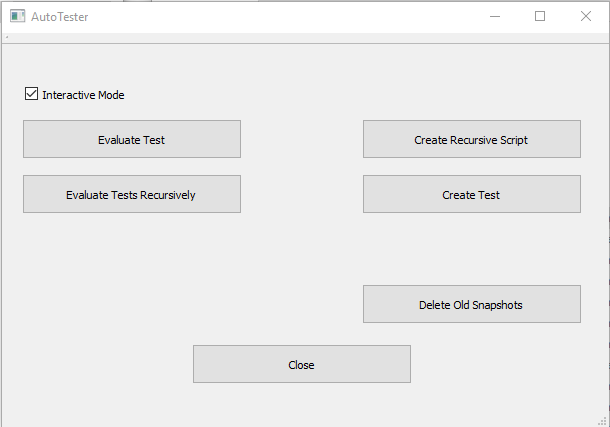 AutoTester
Interactive Mode
Evaluate Test
Create Recursive Script
Evaluate Tests Recursively
Create Test
Delete Old Snapshots
Close